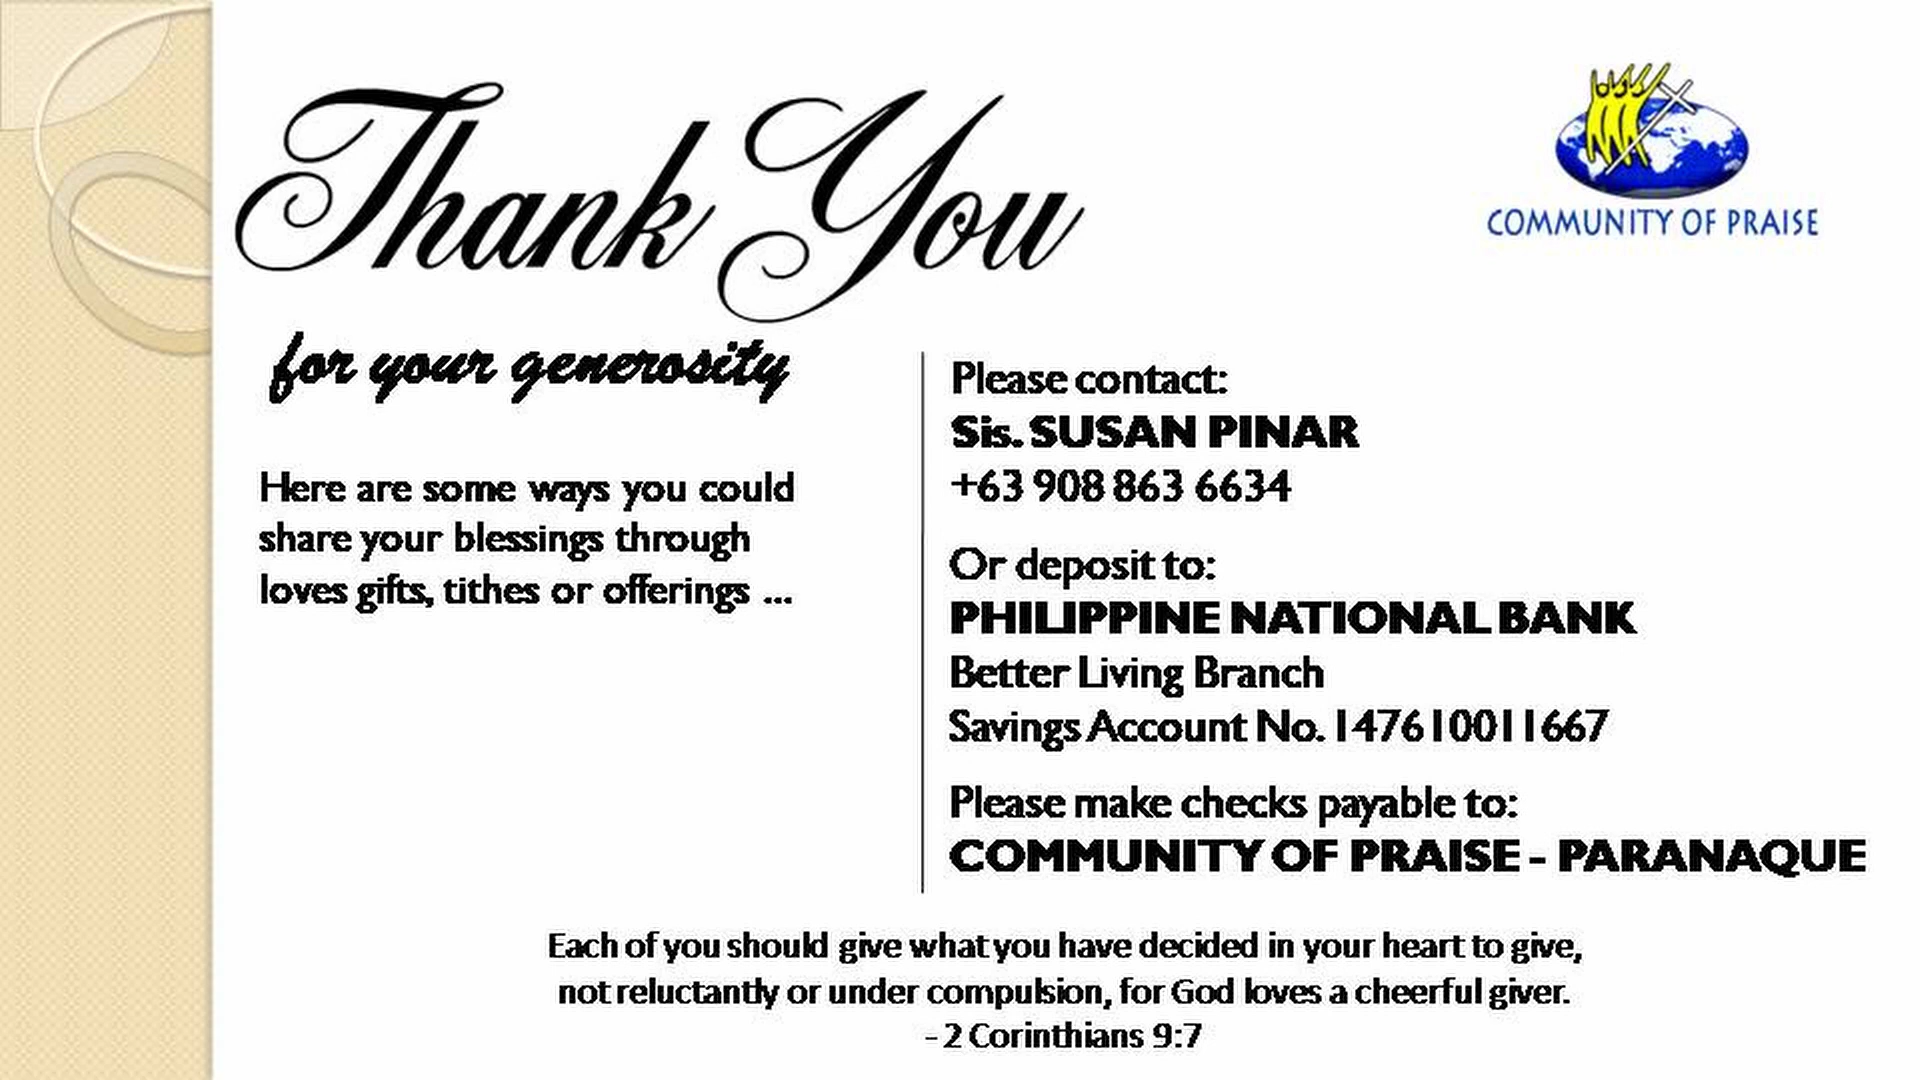 Thank You
COMMUNITY OF PRAISE
for your generosity
Here are some ways you could
share your blessings through
loves gifts, tithes or offerings ...
Please contact:
Sis. SUSAN PINAR
+63 908 863 6634
Or deposit to:
PHILIPPINE NATIONAL BANK
Better Living Branch
Savings Account No. 147610011667
Please make checks payable to:
COMMUNITY OF PRAISE - PARANAQUE
Each of you should give what you have decided in your heart to give,
not reluctantly or under compulsion, for God loves a cheerful giver.
- 2 Corinthians 9:7